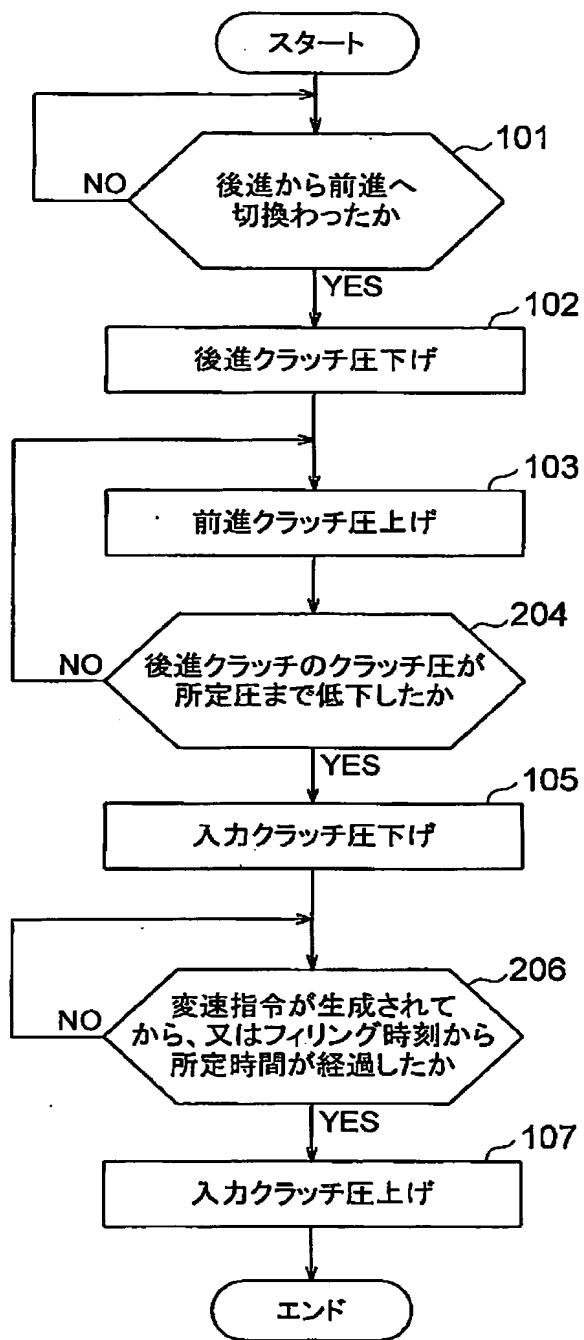 スタート
101
後進から前進へ
切換わったか
NO
YES
102
後進クラッチ圧下げ
103
前進クラッチ圧上げ
204
後進クラッチのクラッチ圧が
所定圧まで低下したか
NO
YES
105
入力クラッチ圧下げ
206
変速指令が生成されて
から、又はフィリング時刻から
所定時間が経過したか
NO
YES
107
入力クラッチ圧上げ
エンド